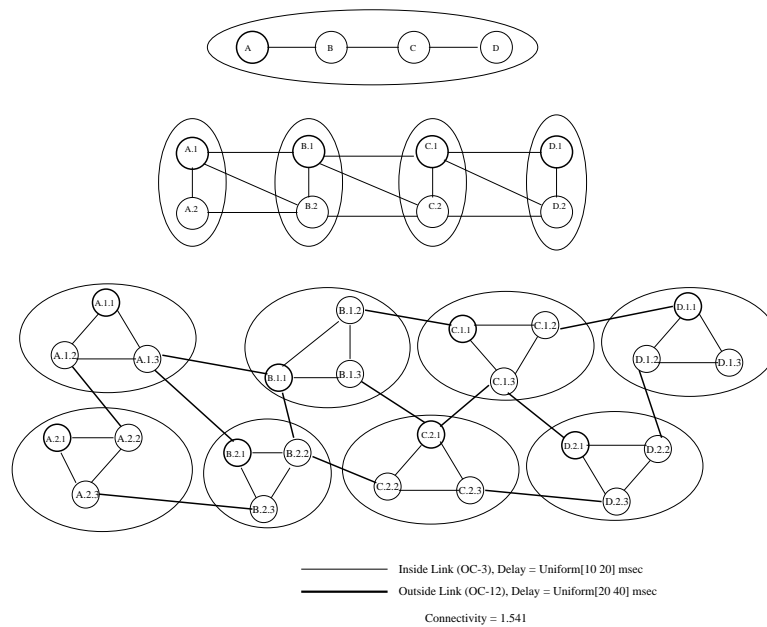 A B C D
A.1 B.1 C.1 D.1
A.2 B.2 C.2 D.2
A.1.1 B.1.2 C.1.1 C.1.2 D.1.1
A.1.2 A.1.3 B.1.1 B.1.3 C.1.3 D.1.2 D.1.3
A.2.1 A.2.2 B.2.1 B.2.2 C.2.1 D.2.1 D.2.2
A.2.3 B.2.3 C.2.2 C.2.3 D.2.3
Inside Link (OC-3), Delay = Uniform[10 20] msec
Outside Link (OC-12), Delay = Uniform[20 40] msec
Connectivity = 1.541